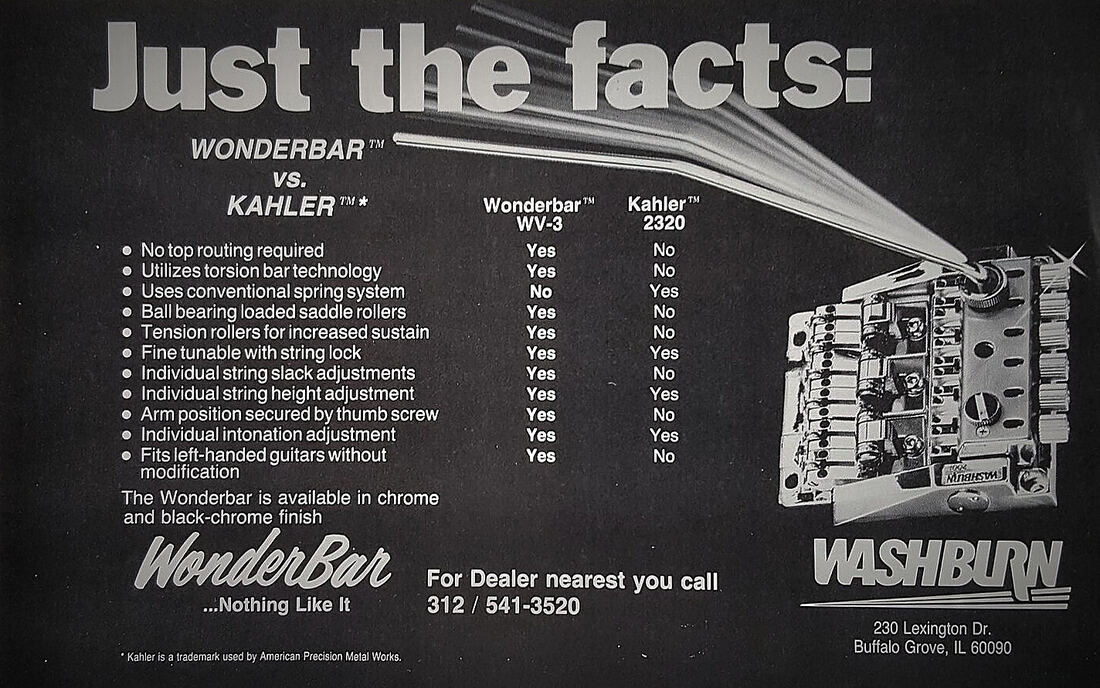 Just the facts:
WONDERBAR™
vs.
KAHLER™*
Wonderbar™ Kahler™
WV-3 2320
• No top routing required Yes No
• Utilizes torsion bar technology Yes No
• Uses conventional spring system No Yes
• Ball bearing loaded saddle rollers Yes No
• Tension rollers for increased sustain Yes No
• Fine tunable with string lock Yes Yes
• Individual string slack adjustments Yes No
• Individual string height adjustment Yes Yes
• Arm position secured by thumb screw Yes No
• Individual intonation adjustment Yes Yes
• Fits left-handed guitars without Yes No
modification
The Wonderbar is available in chrome
and black-chrome finish
WonderBar
...Nothing Like It
For Dealer nearest you call
312 / 541-3520
WASHBURN
WASHBURN
230 Lexington Dr.
Buffalo Grove, IL 60090
* Kahler is a trademark used by American Precision Metal Works.